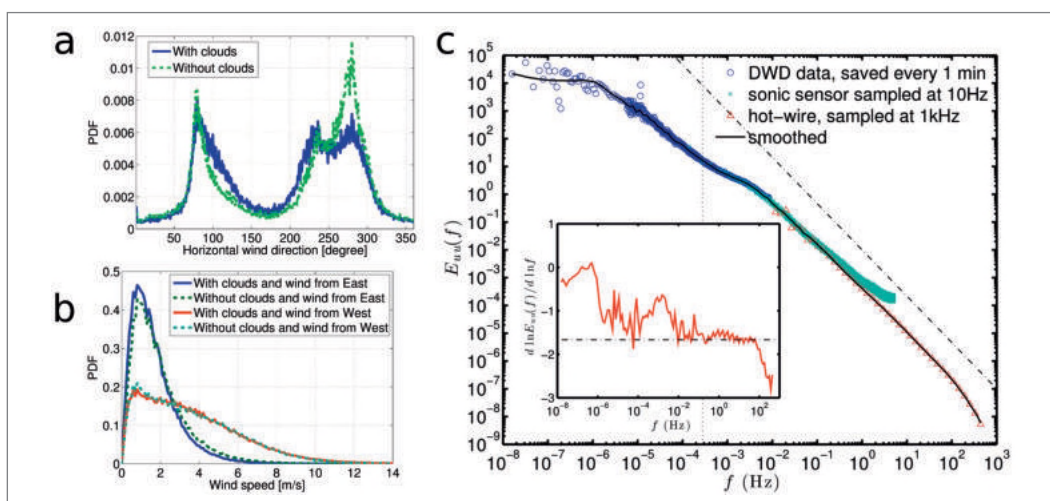 a
PDF
0.012
0.01
0.008
0.006
0.004
0.002
With clouds
Without clouds
50 100 150 200 250 300 350
Horizontal wind direction [degree]
b
PDF
0.5
0.4
0.3
0.2
0.1
0
With clouds and wind from East
Without clouds and wind from East
With clouds and wind from West
Without clouds and wind from West
0 2 4 6 8 10 12 14
Wind speed [m/s]
c
E_{uu}(f)
10^5
10^4
10^3
10^2
10^1
10^0
10^{-1}
10^{-2}
10^{-3}
10^{-4}
10^{-5}
10^{-6}
10^{-7}
10^{-8}
10^{-9}
DWD data, saved every 1 min
sonic sensor sampled at 10Hz
hot-wire, sampled at 1kHz
smoothed
d ln E_{uu}(f)/d ln f
1
0
−1
−2
−3
10^{-8} 10^{-6} 10^{-4} 10^{-2} 10^0 10^2
f (Hz)
10^{-8} 10^{-7} 10^{-6} 10^{-5} 10^{-4} 10^{-3} 10^{-2} 10^{-1} 10^0 10^1 10^2 10^3
f (Hz)